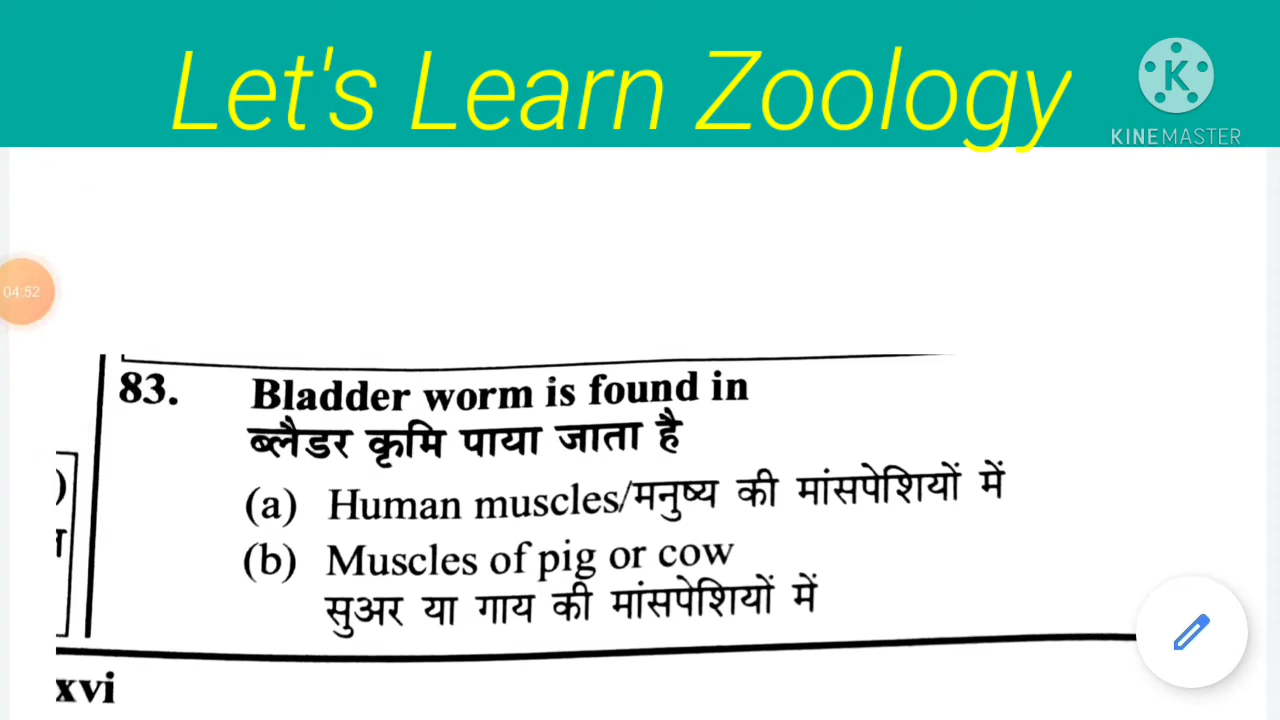 Let's Learn Zoology
K
KINEMASTER
04:52
83. Bladder worm is found in
ब्लैडर कृमि पाया जाता है
(a) Human muscles/मनुष्य की मांसपेशियों में
(b) Muscles of pig or cow
सुअर या गाय की मांसपेशियों में
xvi